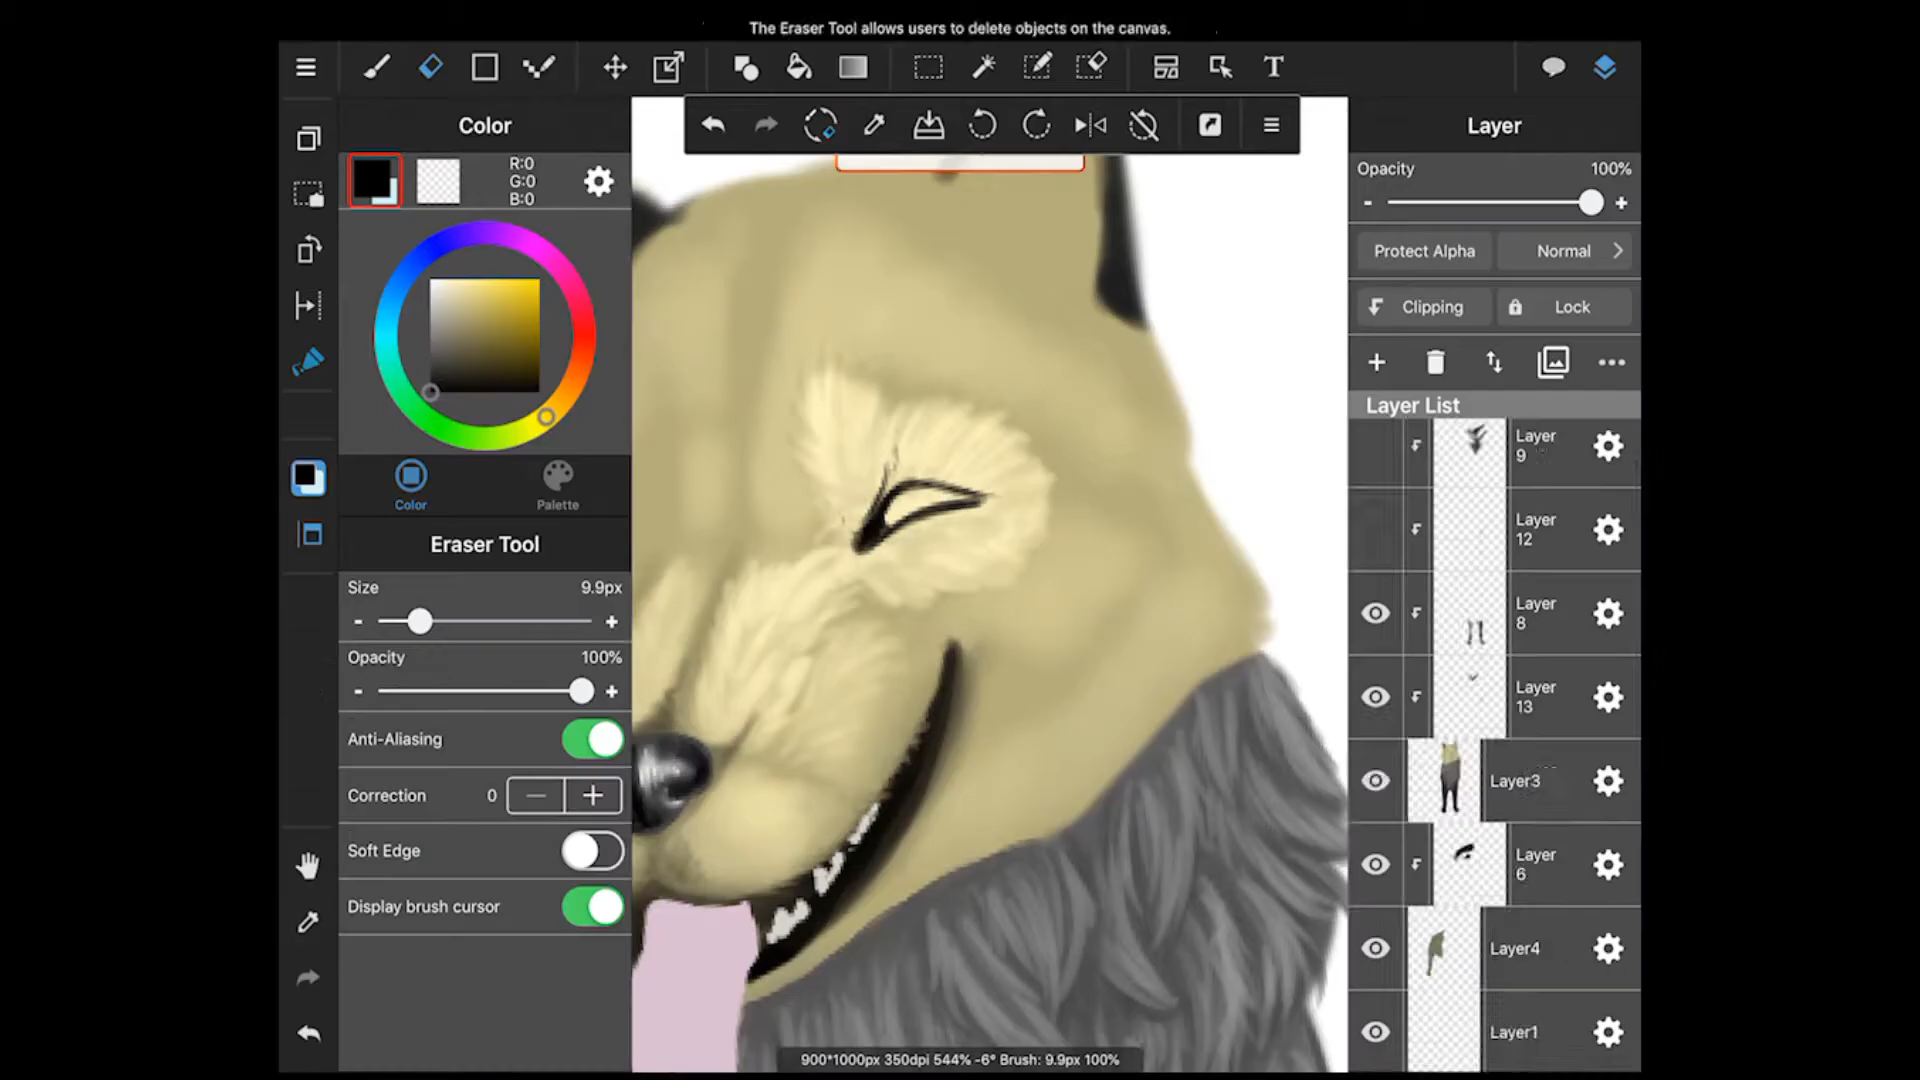 The Eraser Tool allows users to delete objects on the canvas.
T
Color
R:0
G:0
B:0
Color
Palette
Eraser Tool
Size 9.9px
- +
Opacity 100%
- +
Anti-Aliasing
Correction 0 — +
Soft Edge
Display brush cursor
900*1000px 350dpi 544% -6° Brush: 9.9px 100%
Layer
Opacity 100%
- +
Protect Alpha Normal
Clipping Lock
Layer List
Layer
9
Layer
12
Layer
8
Layer
13
Layer3
Layer
6
Layer4
Layer1